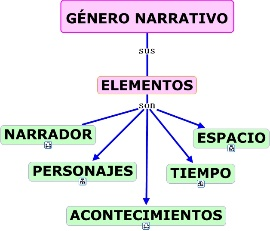 GÉNERO NARRATIVO
sus
ELEMENTOS
son
NARRADOR
ESPACIO
PERSONAJES
TIEMPO
ACONTECIMIENTOS